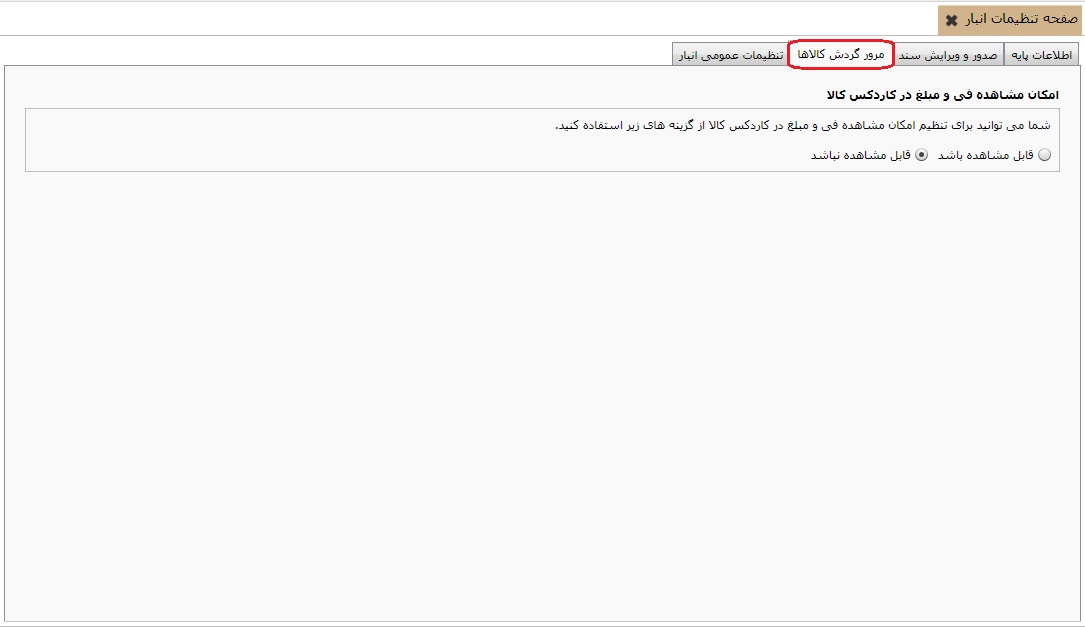 صفحه تنظیمات انبار
اطلاعات پایه صدور و ویرایش سند مرور گردش کالاها تنظیمات عمومی انبار
امکان مشاهده فی و مبلغ در کاردکس کالا
شما می توانید برای تنظیم امکان مشاهده فی و مبلغ در کاردکس کالا از گزینه های زیر استفاده کنید.
قابل مشاهده باشد قابل مشاهده نباشد